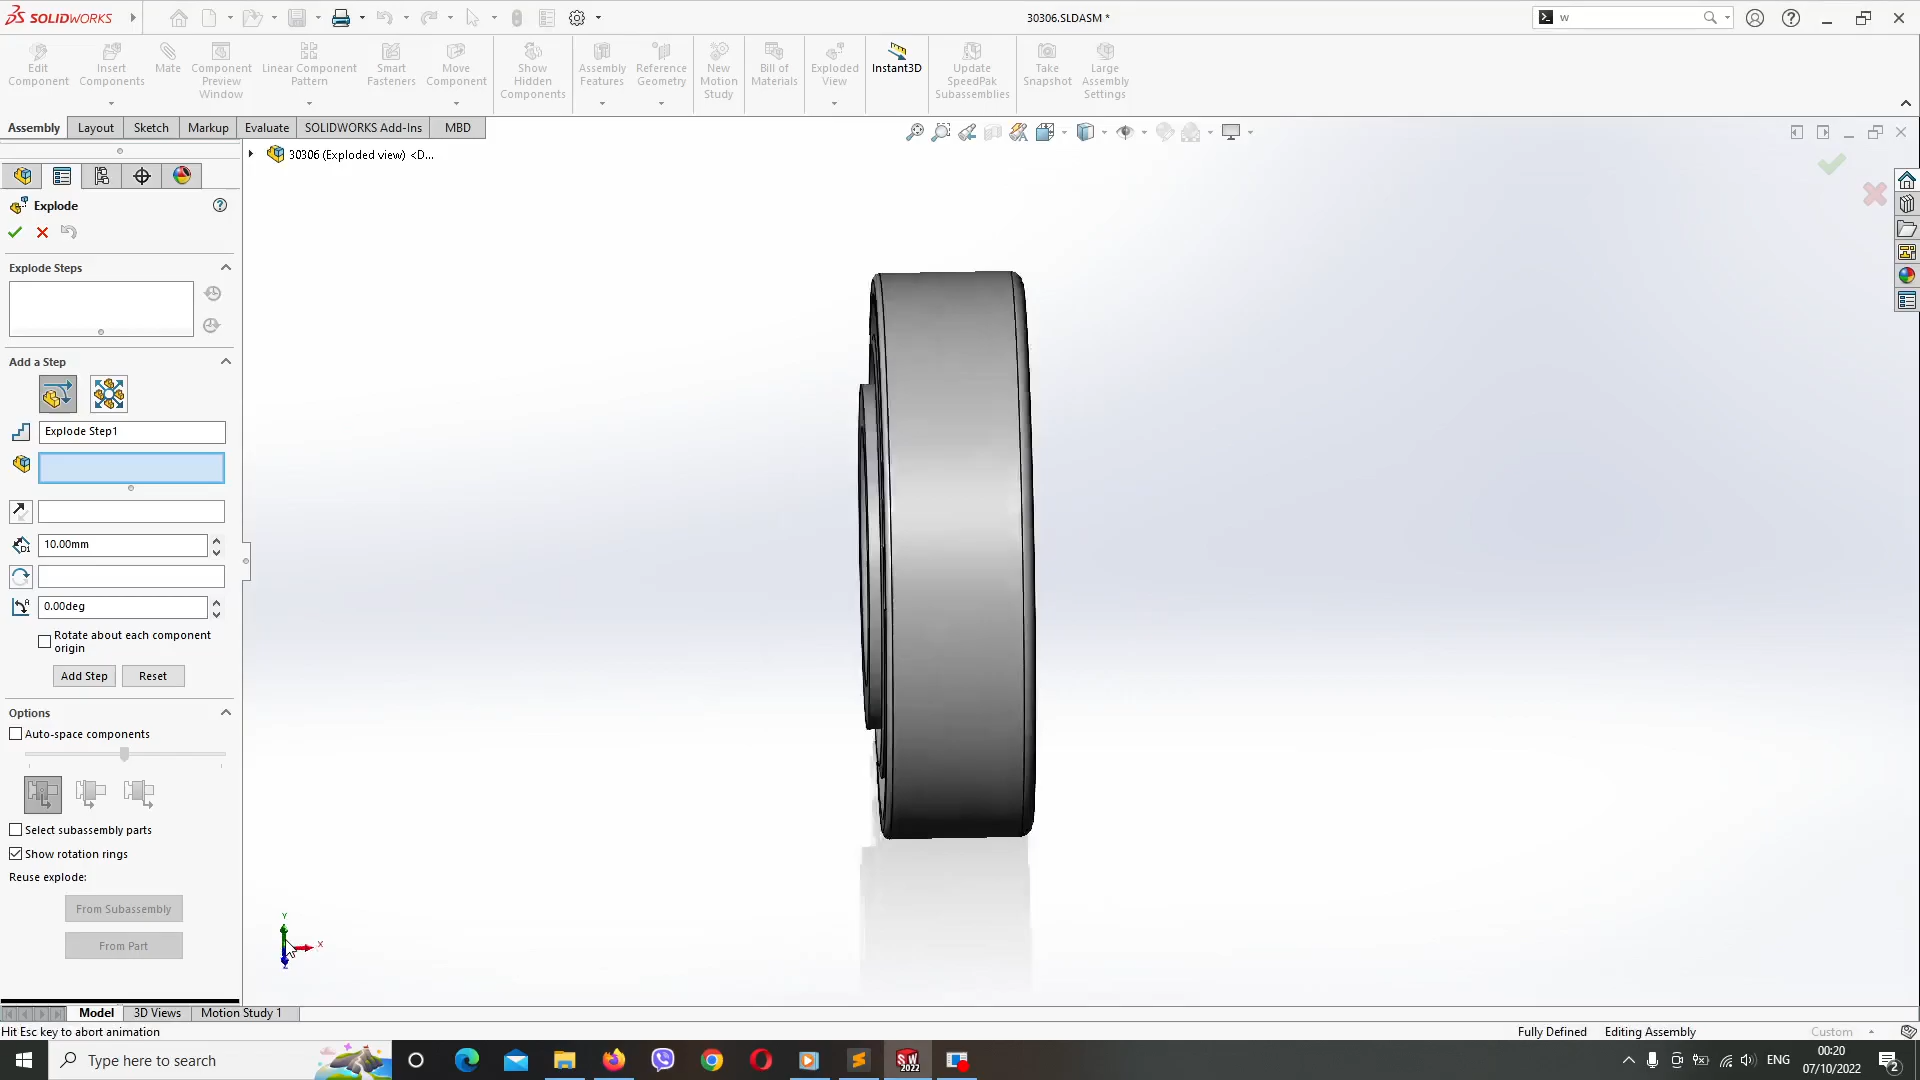 SOLIDWORKS
30306.SLDASM *
w
Edit Component
Insert Components
Mate
Component Preview Window
Linear Component Pattern
Smart Fasteners
Move Component
Show Hidden Components
Assembly Features
Reference Geometry
New Motion Study
Bill of Materials
Exploded View
Instant3D
Update SpeedPak Subassemblies
Take Snapshot
Large Assembly Settings
Assembly
Layout
Sketch
Markup
Evaluate
SOLIDWORKS Add-Ins
MBD
30306 (Exploded view) <D...
Explode
Explode Steps
Add a Step
Explode Step1
10.00mm
0.00deg
Rotate about each component
origin
Add Step
Reset
Options
Auto-space components
Select subassembly parts
Show rotation rings
Reuse explode:
From Subassembly
From Part
Y
X
Z
Model
3D Views
Motion Study 1
Hit Esc key to abort animation
Fully Defined
Editing Assembly
Custom
Type here to search
SW
2022
ENG
00:20
07/10/2022
2